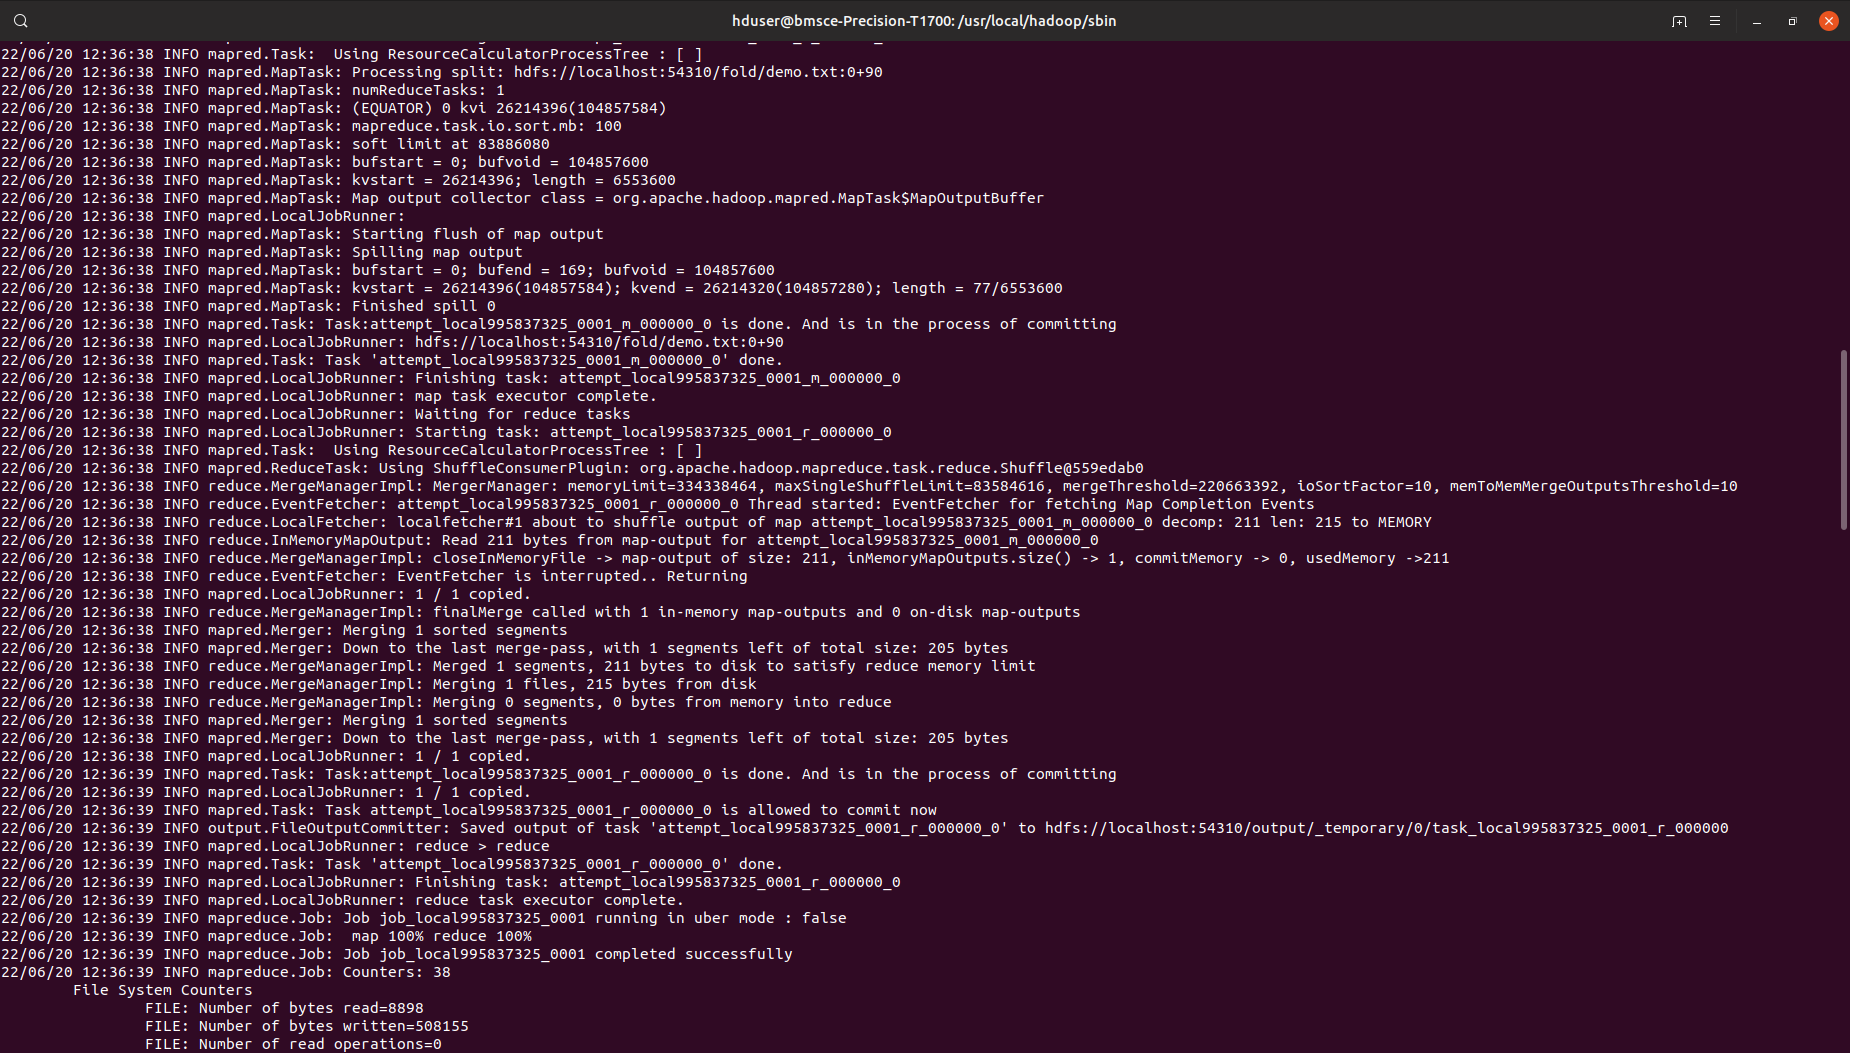 hduser@bmsce-Precision-T1700: /usr/local/hadoop/sbin
22/06/20 12:36:38 INFO mapred.Task:  Using ResourceCalculatorProcessTree : [ ]
22/06/20 12:36:38 INFO mapred.MapTask: Processing split: hdfs://localhost:54310/fold/demo.txt:0+90
22/06/20 12:36:38 INFO mapred.MapTask: numReduceTasks: 1
22/06/20 12:36:38 INFO mapred.MapTask: (EQUATOR) 0 kvi 26214396(104857584)
22/06/20 12:36:38 INFO mapred.MapTask: mapreduce.task.io.sort.mb: 100
22/06/20 12:36:38 INFO mapred.MapTask: soft limit at 83886080
22/06/20 12:36:38 INFO mapred.MapTask: bufstart = 0; bufvoid = 104857600
22/06/20 12:36:38 INFO mapred.MapTask: kvstart = 26214396; length = 6553600
22/06/20 12:36:38 INFO mapred.MapTask: Map output collector class = org.apache.hadoop.mapred.MapTask$MapOutputBuffer
22/06/20 12:36:38 INFO mapred.LocalJobRunner:
22/06/20 12:36:38 INFO mapred.MapTask: Starting flush of map output
22/06/20 12:36:38 INFO mapred.MapTask: Spilling map output
22/06/20 12:36:38 INFO mapred.MapTask: bufstart = 0; bufend = 169; bufvoid = 104857600
22/06/20 12:36:38 INFO mapred.MapTask: kvstart = 26214396(104857584); kvend = 26214320(104857280); length = 77/6553600
22/06/20 12:36:38 INFO mapred.MapTask: Finished spill 0
22/06/20 12:36:38 INFO mapred.Task: Task:attempt_local995837325_0001_m_000000_0 is done. And is in the process of committing
22/06/20 12:36:38 INFO mapred.LocalJobRunner: hdfs://localhost:54310/fold/demo.txt:0+90
22/06/20 12:36:38 INFO mapred.Task: Task 'attempt_local995837325_0001_m_000000_0' done.
22/06/20 12:36:38 INFO mapred.LocalJobRunner: Finishing task: attempt_local995837325_0001_m_000000_0
22/06/20 12:36:38 INFO mapred.LocalJobRunner: map task executor complete.
22/06/20 12:36:38 INFO mapred.LocalJobRunner: Waiting for reduce tasks
22/06/20 12:36:38 INFO mapred.LocalJobRunner: Starting task: attempt_local995837325_0001_r_000000_0
22/06/20 12:36:38 INFO mapred.Task:  Using ResourceCalculatorProcessTree : [ ]
22/06/20 12:36:38 INFO mapred.ReduceTask: Using ShuffleConsumerPlugin: org.apache.hadoop.mapreduce.task.reduce.Shuffle@559edab0
22/06/20 12:36:38 INFO reduce.MergeManagerImpl: MergerManager: memoryLimit=334338464, maxSingleShuffleLimit=83584616, mergeThreshold=220663392, ioSortFactor=10, memToMemMergeOutputsThreshold=10
22/06/20 12:36:38 INFO reduce.EventFetcher: attempt_local995837325_0001_r_000000_0 Thread started: EventFetcher for fetching Map Completion Events
22/06/20 12:36:38 INFO reduce.LocalFetcher: localfetcher#1 about to shuffle output of map attempt_local995837325_0001_m_000000_0 decomp: 211 len: 215 to MEMORY
22/06/20 12:36:38 INFO reduce.InMemoryMapOutput: Read 211 bytes from map-output for attempt_local995837325_0001_m_000000_0
22/06/20 12:36:38 INFO reduce.MergeManagerImpl: closeInMemoryFile -> map-output of size: 211, inMemoryMapOutputs.size() -> 1, commitMemory -> 0, usedMemory ->211
22/06/20 12:36:38 INFO reduce.EventFetcher: EventFetcher is interrupted.. Returning
22/06/20 12:36:38 INFO mapred.LocalJobRunner: 1 / 1 copied.
22/06/20 12:36:38 INFO reduce.MergeManagerImpl: finalMerge called with 1 in-memory map-outputs and 0 on-disk map-outputs
22/06/20 12:36:38 INFO mapred.Merger: Merging 1 sorted segments
22/06/20 12:36:38 INFO mapred.Merger: Down to the last merge-pass, with 1 segments left of total size: 205 bytes
22/06/20 12:36:38 INFO reduce.MergeManagerImpl: Merged 1 segments, 211 bytes to disk to satisfy reduce memory limit
22/06/20 12:36:38 INFO reduce.MergeManagerImpl: Merging 1 files, 215 bytes from disk
22/06/20 12:36:38 INFO reduce.MergeManagerImpl: Merging 0 segments, 0 bytes from memory into reduce
22/06/20 12:36:38 INFO mapred.Merger: Merging 1 sorted segments
22/06/20 12:36:38 INFO mapred.Merger: Down to the last merge-pass, with 1 segments left of total size: 205 bytes
22/06/20 12:36:38 INFO mapred.LocalJobRunner: 1 / 1 copied.
22/06/20 12:36:39 INFO mapred.Task: Task:attempt_local995837325_0001_r_000000_0 is done. And is in the process of committing
22/06/20 12:36:39 INFO mapred.LocalJobRunner: 1 / 1 copied.
22/06/20 12:36:39 INFO mapred.Task: Task attempt_local995837325_0001_r_000000_0 is allowed to commit now
22/06/20 12:36:39 INFO output.FileOutputCommitter: Saved output of task 'attempt_local995837325_0001_r_000000_0' to hdfs://localhost:54310/output/_temporary/0/task_local995837325_0001_r_000000
22/06/20 12:36:39 INFO mapred.LocalJobRunner: reduce > reduce
22/06/20 12:36:39 INFO mapred.Task: Task 'attempt_local995837325_0001_r_000000_0' done.
22/06/20 12:36:39 INFO mapred.LocalJobRunner: Finishing task: attempt_local995837325_0001_r_000000_0
22/06/20 12:36:39 INFO mapred.LocalJobRunner: reduce task executor complete.
22/06/20 12:36:39 INFO mapreduce.Job: Job job_local995837325_0001 running in uber mode : false
22/06/20 12:36:39 INFO mapreduce.Job:  map 100% reduce 100%
22/06/20 12:36:39 INFO mapreduce.Job: Job job_local995837325_0001 completed successfully
22/06/20 12:36:39 INFO mapreduce.Job: Counters: 38
File System Counters
FILE: Number of bytes read=8898
FILE: Number of bytes written=508155
FILE: Number of read operations=0